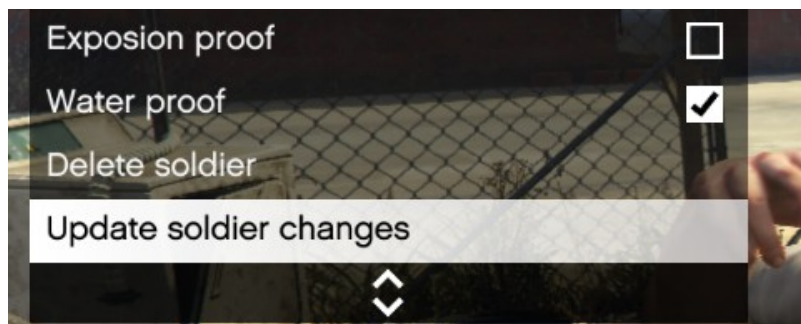 Exposion proof
Water proof
Delete soldier
Update soldier changes